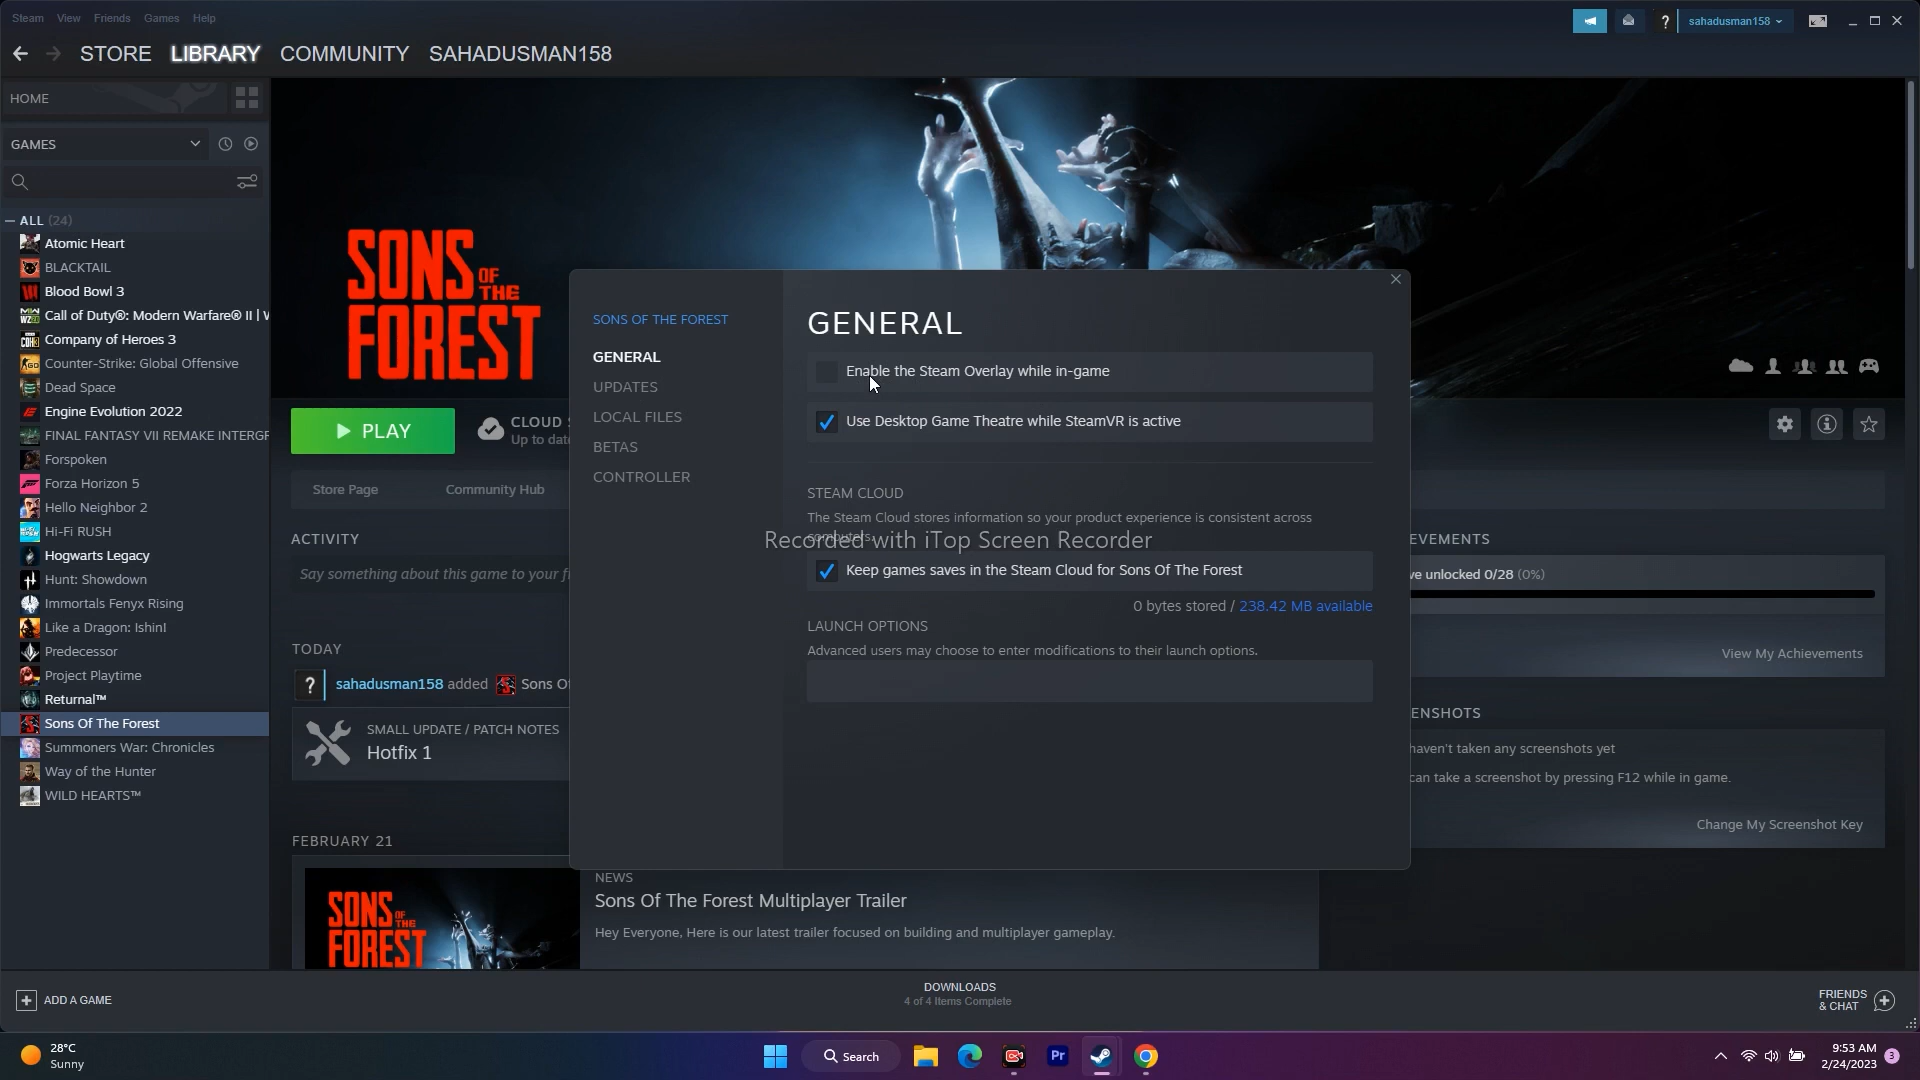 Steam View Friends Games Help
sahadusman158
STORE LIBRARY COMMUNITY SAHADUSMAN158
HOME
GAMES
ALL (24)
Atomic Heart
BLACKTAIL
Blood Bowl 3
Call of Duty®: Modern Warfare® II |
Company of Heroes 3
Counter-Strike: Global Offensive
Dead Space
Engine Evolution 2022
FINAL FANTASY VII REMAKE INTERGR
Forspoken
Forza Horizon 5
Hello Neighbor 2
Hi-Fi RUSH
Hogwarts Legacy
Hunt: Showdown
Immortals Fenyx Rising
Like a Dragon: Ishin!
Predecessor
Project Playtime
Returnal™
Sons Of The Forest
Summoners War: Chronicles
Way of the Hunter
WILD HEARTS™
SONS OF THE FOREST
PLAY
CLOUD S
Up to date
Store Page Community Hub
ACTIVITY
Say something about this game to your fr
TODAY
sahadusman158 added Sons Of
SMALL UPDATE / PATCH NOTES
Hotfix 1
FEBRUARY 21
SONS OF THE FOREST
NEWS
Sons Of The Forest Multiplayer Trailer
Hey Everyone, Here is our latest trailer focused on building and multiplayer gameplay.
SONS OF THE FOREST
GENERAL
UPDATES
LOCAL FILES
BETAS
CONTROLLER
GENERAL
Enable the Steam Overlay while in-game
Use Desktop Game Theatre while SteamVR is active
STEAM CLOUD
The Steam Cloud stores information so your product experience is consistent across
computers.
Recorded with iTop Screen Recorder
Keep games saves in the Steam Cloud for Sons Of The Forest
0 bytes stored / 238.42 MB available
LAUNCH OPTIONS
Advanced users may choose to enter modifications to their launch options.
EVEMENTS
ve unlocked 0/28 (0%)
View My Achievements
ENSHOTS
haven't taken any screenshots yet
can take a screenshot by pressing F12 while in game.
Change My Screenshot Key
ADD A GAME
DOWNLOADS
4 of 4 Items Complete
FRIENDS
& CHAT
28°C
Sunny
Search
Pr
9:53 AM
2/24/2023
3